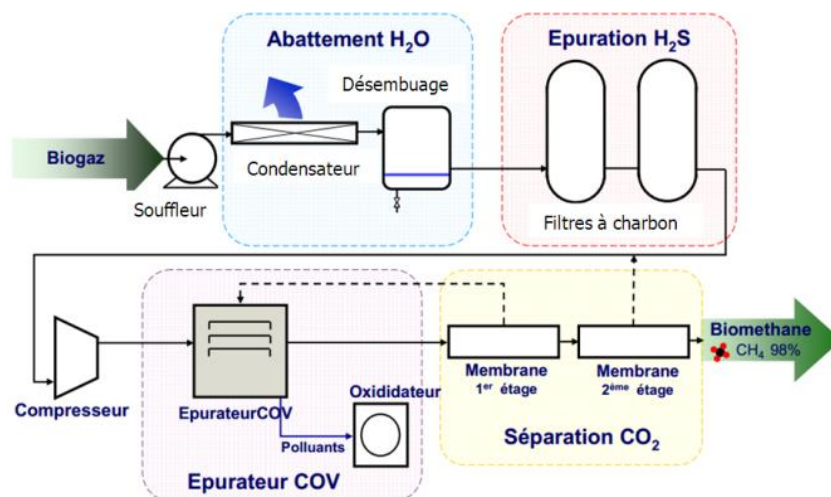 Abattement H₂O
Epuration H₂S
Désembuage
Biogaz
Condensateur
Souffleur
Filtres à charbon
Biomethane
CH₄ 98%
Membrane
1er étage
Membrane
2ème étage
Compresseur
EpurateurCOV
Oxididateur
Polluants
Séparation CO₂
Epurateur COV